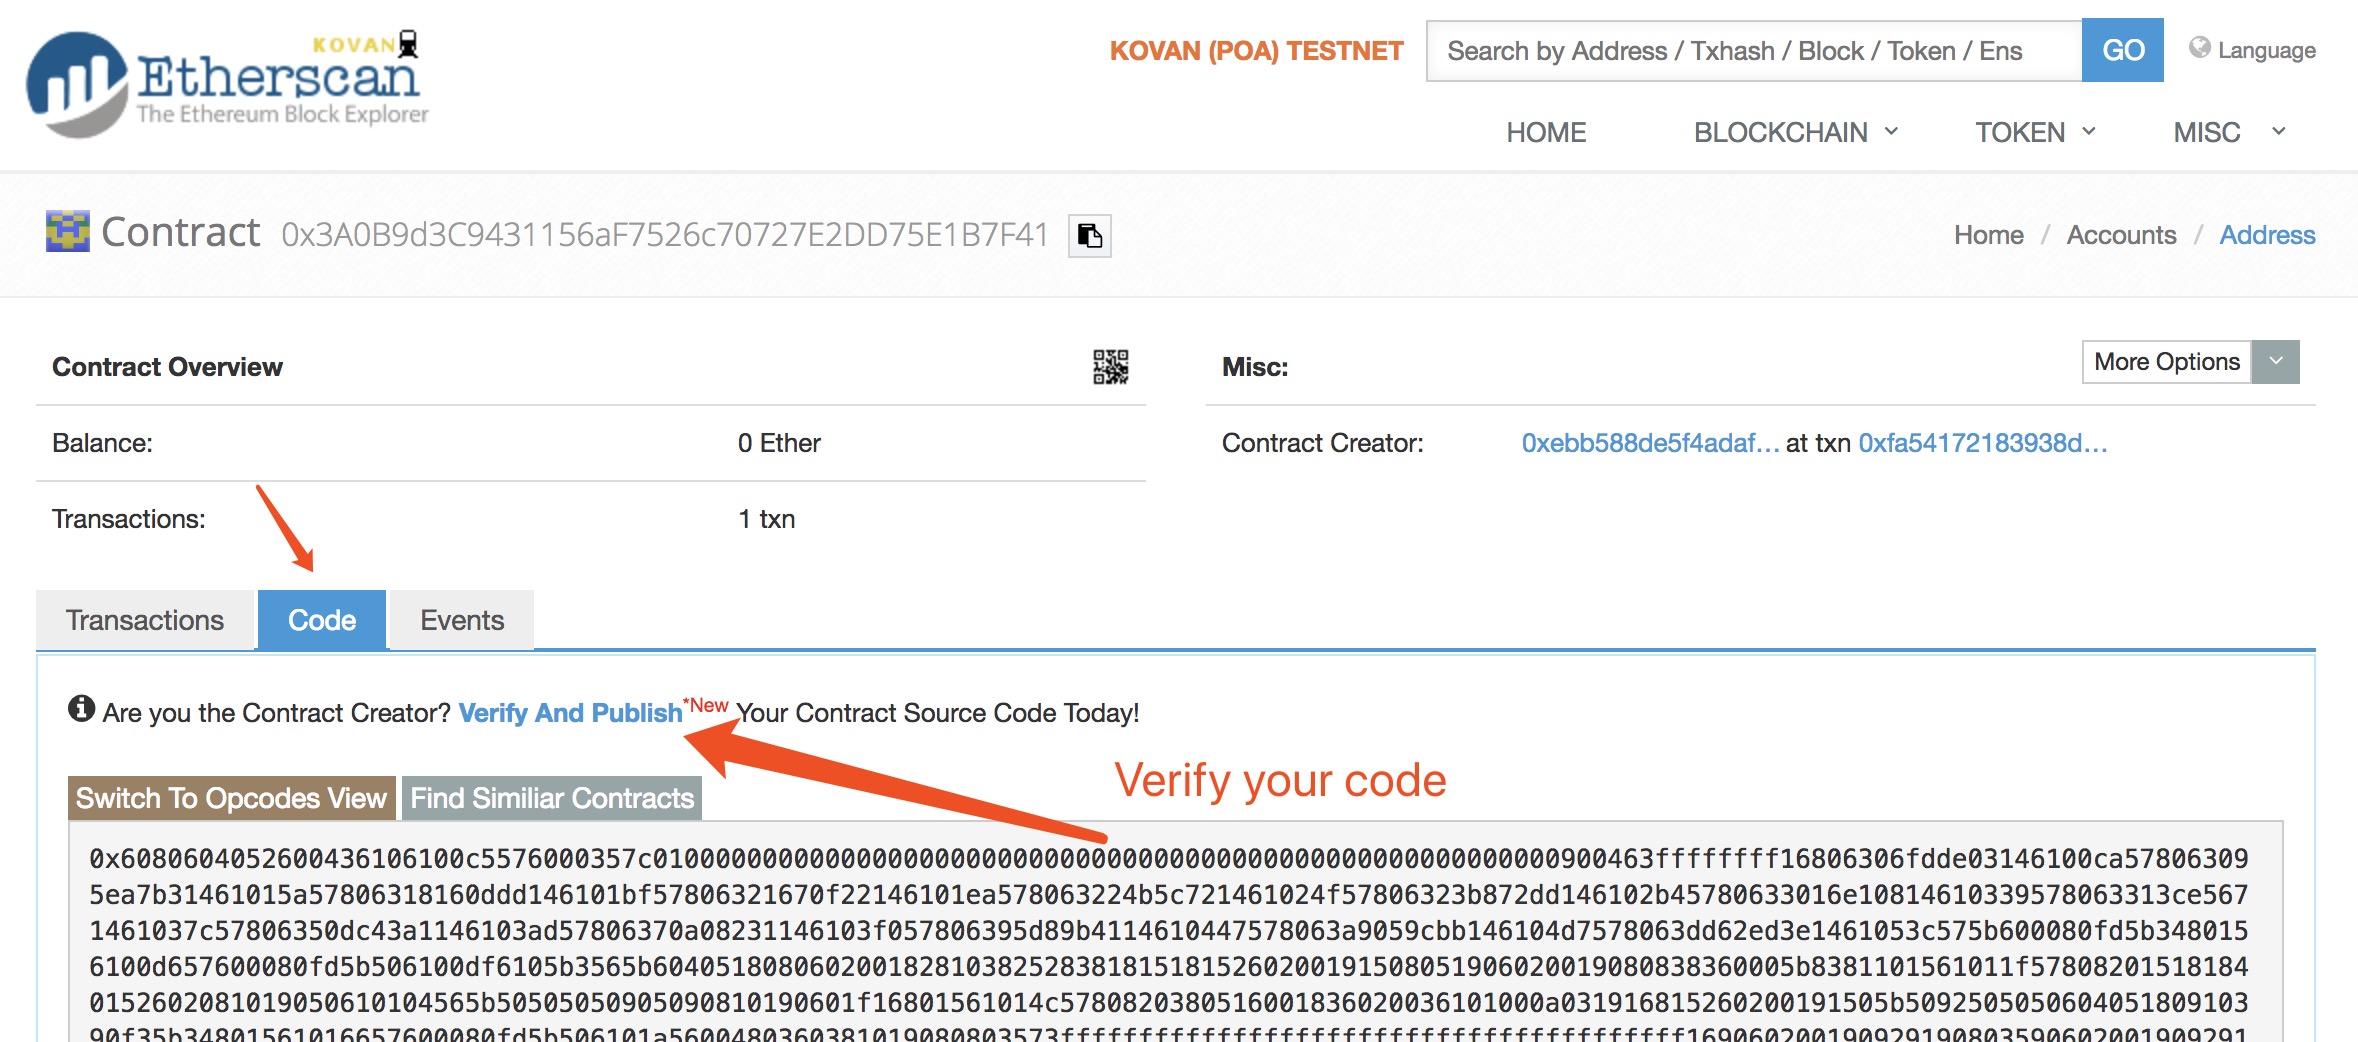 KOVAN
Etherscan
The Ethereum Block Explorer
KOVAN (POA) TESTNET
Search by Address / Txhash / Block / Token / Ens
GO
Language
HOME
BLOCKCHAIN
TOKEN
MISC
Contract 0x3A0B9d3C9431156aF7526c70727E2DD75E1B7F41
Home / Accounts / Address
Contract Overview
Misc:
More Options
Balance: 0 Ether
Contract Creator: 0xebb588de5f4adaf... at txn 0xfa54172183938d...
Transactions: 1 txn
Transactions
Code
Events
Are you the Contract Creator? Verify And Publish*New Your Contract Source Code Today!
Verify your code
Switch To Opcodes View
Find Similiar Contracts
0x6080604052600436106100c5576000357c0100000000000000000000000000000000000000000000000000000000900463ffffffff16806306fdde03146100ca57806309
5ea7b31461015a57806318160ddd146101bf57806321670f22146101ea578063224b5c721461024f57806323b872dd146102b45780633016e10814610339578063313ce567
1461037c57806350dc43a1146103ad57806370a08231146103f057806395d89b4114610447578063a9059cbb146104d7578063dd62ed3e1461053c575b600080fd5b348015
6100d657600080fd5b506100df6105b3565b6040518080602001828103825283818151815260200191508051906020019080838360005b8381101561011f57808201518184
0152602081019050610104565b50505050905090810190601f16801561014c5780820380516001836020036101000a031916815260200191505b5092505050604051809103
90f35b34801561016657600080fd5b506101a5600480360381019080803573ffffffffffffffffffffffffffffffffffffffff169060200190929190803590602001909291